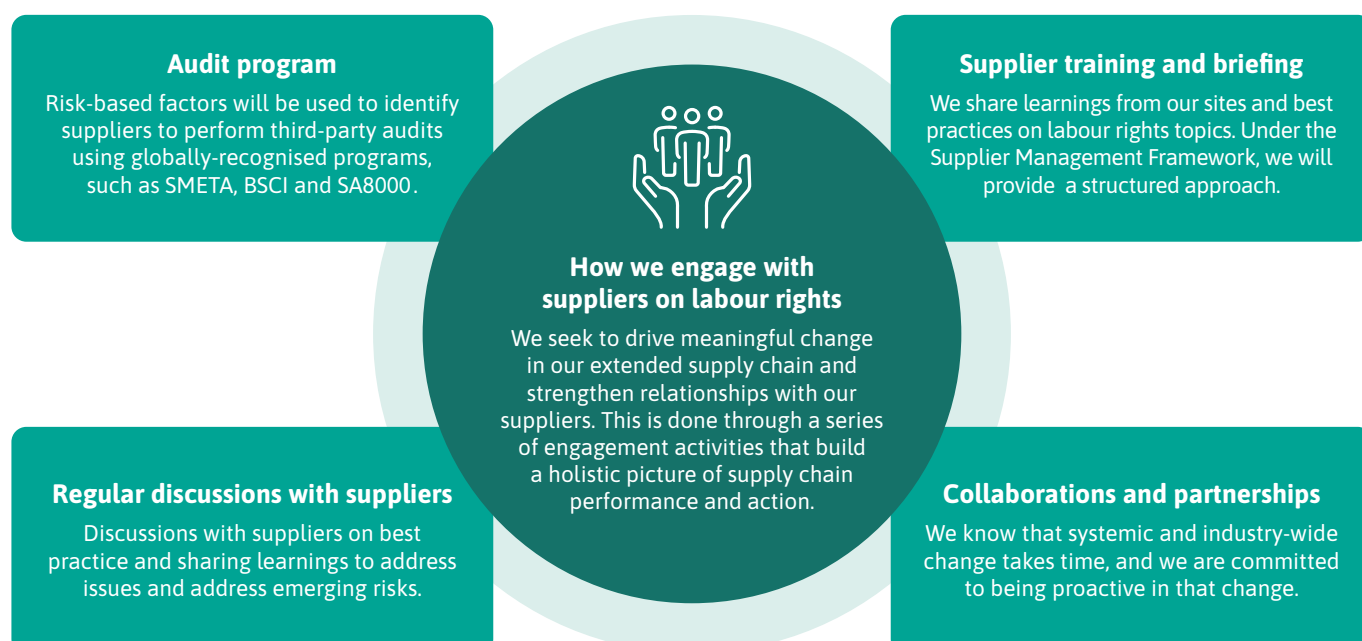 Audit program
Risk-based factors will be used to identify
suppliers to perform third-party audits
using globally-recognised programs,
such as SMETA, BSCI and SA8000.
Supplier training and briefing
We share learnings from our sites and best
practices on labour rights topics. Under the
Supplier Management Framework, we will
provide a structured approach.
How we engage with
suppliers on labour rights
We seek to drive meaningful change
in our extended supply chain and
strengthen relationships with our
suppliers. This is done through a series
of engagement activities that build
a holistic picture of supply chain
performance and action.
Regular discussions with suppliers
Discussions with suppliers on best
practice and sharing learnings to address
issues and address emerging risks.
Collaborations and partnerships
We know that systemic and industry-wide
change takes time, and we are committed
to being proactive in that change.